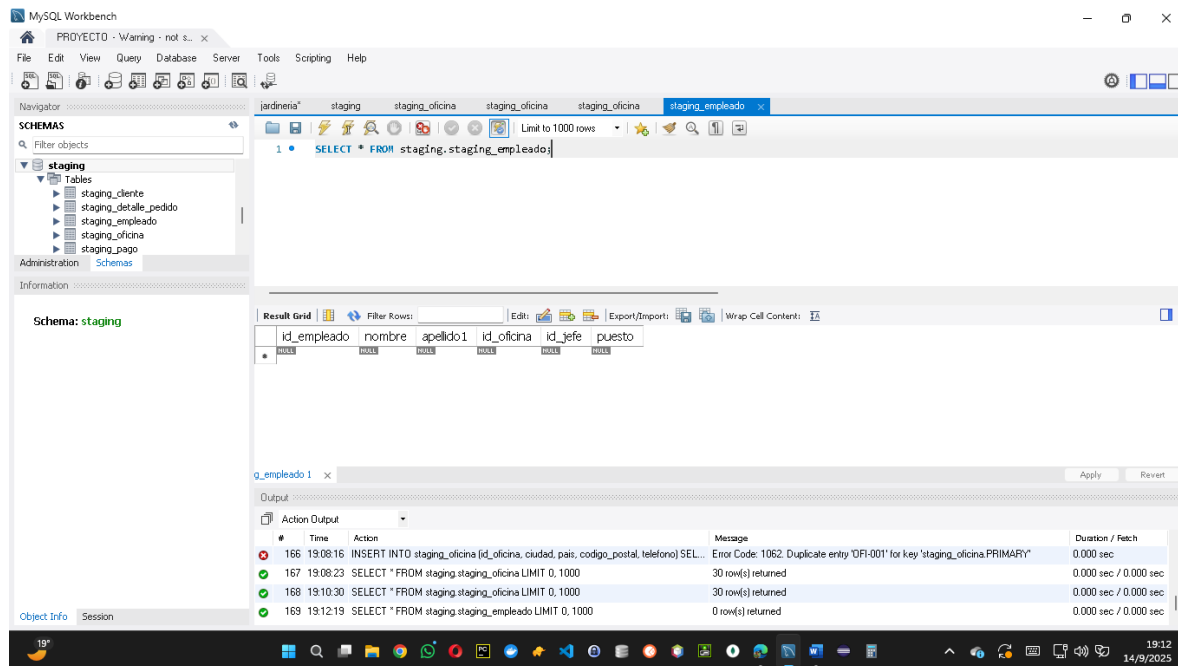 MySQL Workbench
PROYECTO - Warning - not s...
File Edit View Query Database Server Tools Scripting Help
Navigator
SCHEMAS
Filter objects
staging
Tables
staging_cliente
staging_detalle_pedido
staging_empleado
staging_oficina
staging_pago
Administration Schemas
Information
Schema: staging
Object Info Session
jardineria* staging staging_oficina staging_oficina staging_oficina staging_empleado
Limit to 1000 rows
1 SELECT * FROM staging.staging_empleado;
Result Grid Filter Rows: Edit: Export/Import: Wrap Cell Content:
id_empleado nombre apellido1 id_oficina id_jefe puesto
NULL NULL NULL NULL NULL NULL
g_empleado 1 Apply Revert
Output
Action Output
# Time Action Message Duration / Fetch
166 19:08:16 INSERT INTO staging_oficina (id_oficina, ciudad, pais, codigo_postal, telefono) SEL... Error Code: 1062. Duplicate entry 'OFI-001' for key 'staging_oficina.PRIMARY' 0.000 sec
167 19:08:23 SELECT * FROM staging.staging_oficina LIMIT 0, 1000 30 row(s) returned 0.000 sec / 0.000 sec
168 19:10:30 SELECT * FROM staging.staging_oficina LIMIT 0, 1000 30 row(s) returned 0.000 sec / 0.000 sec
169 19:12:19 SELECT * FROM staging.staging_empleado LIMIT 0, 1000 0 row(s) returned 0.000 sec / 0.000 sec
19°
19:12
14/9/2025